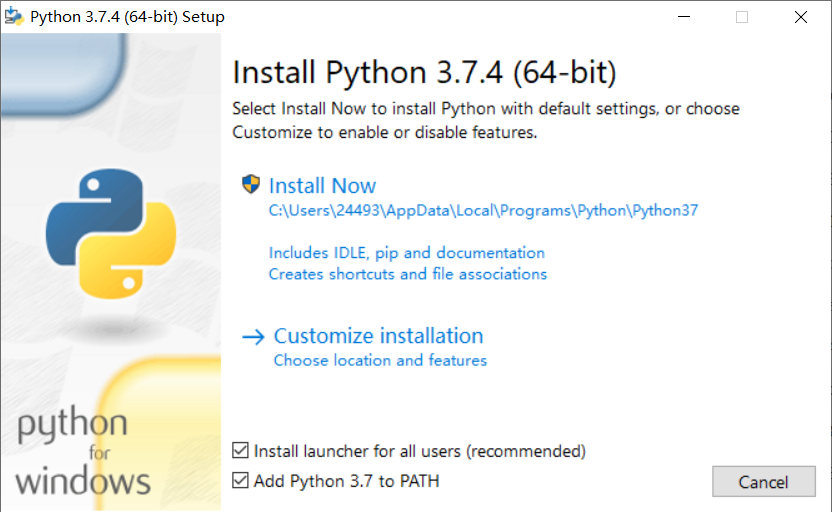 Python 3.7.4 (64-bit) Setup
Install Python 3.7.4 (64-bit)
Select Install Now to install Python with default settings, or choose
Customize to enable or disable features.
Install Now
C:\Users\24493\AppData\Local\Programs\Python\Python37
Includes IDLE, pip and documentation
Creates shortcuts and file associations
Customize installation
Choose location and features
python
for
windows
Install launcher for all users (recommended)
Add Python 3.7 to PATH
Cancel